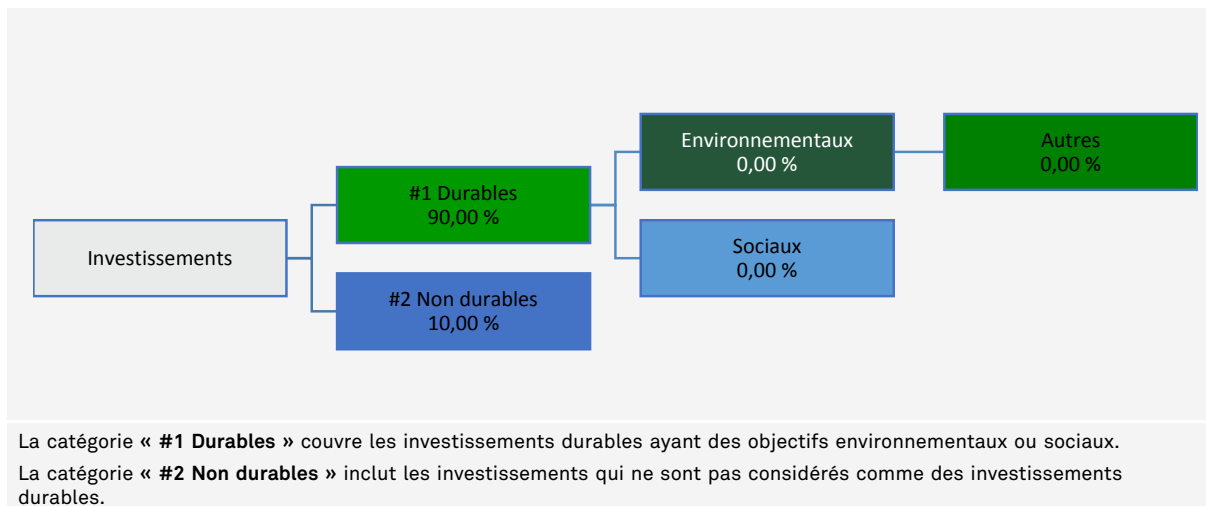 Environnementaux
0,00 %
Autres
0,00 %
#1 Durables
90,00 %
Investissements
Sociaux
0,00 %
#2 Non durables
10,00 %
La catégorie « #1 Durables » couvre les investissements durables ayant des objectifs environnementaux ou sociaux.
La catégorie « #2 Non durables » inclut les investissements qui ne sont pas considérés comme des investissements
durables.